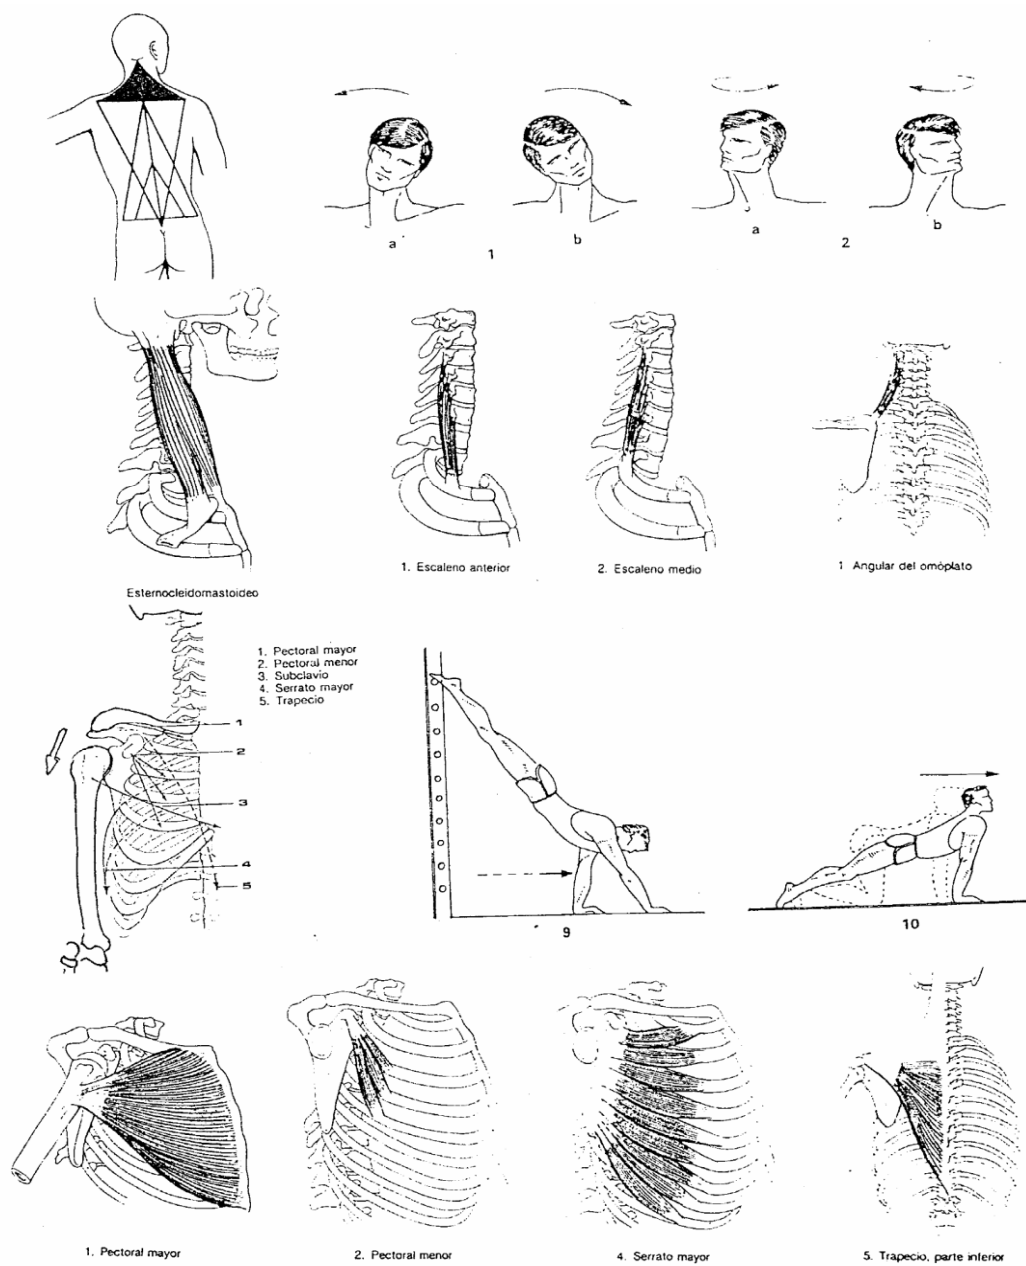 a
b
1
a
b
2
1. Escaleno anterior
2. Escaleno medio
1 Angular del omóplato
Esternocleidomastoideo
1. Pectoral mayor
2. Pectoral menor
3. Subclavio
4. Serrato mayor
5. Trapecio
1
2
3
4
5
9
10
1. Pectoral mayor
2. Pectoral menor
4. Serrato mayor
5. Trapecio, parte inferior